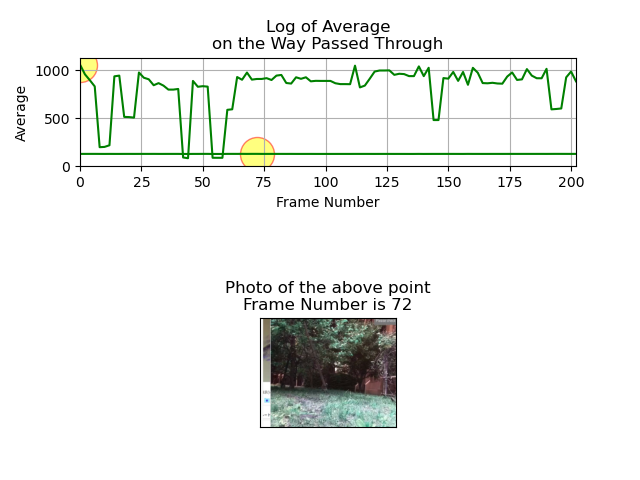 Log of Average
on the Way Passed Through
Average
1000
500
0
0 25 50 75 100 125 150 175 200
Frame Number
Photo of the above point
Frame Number is 72